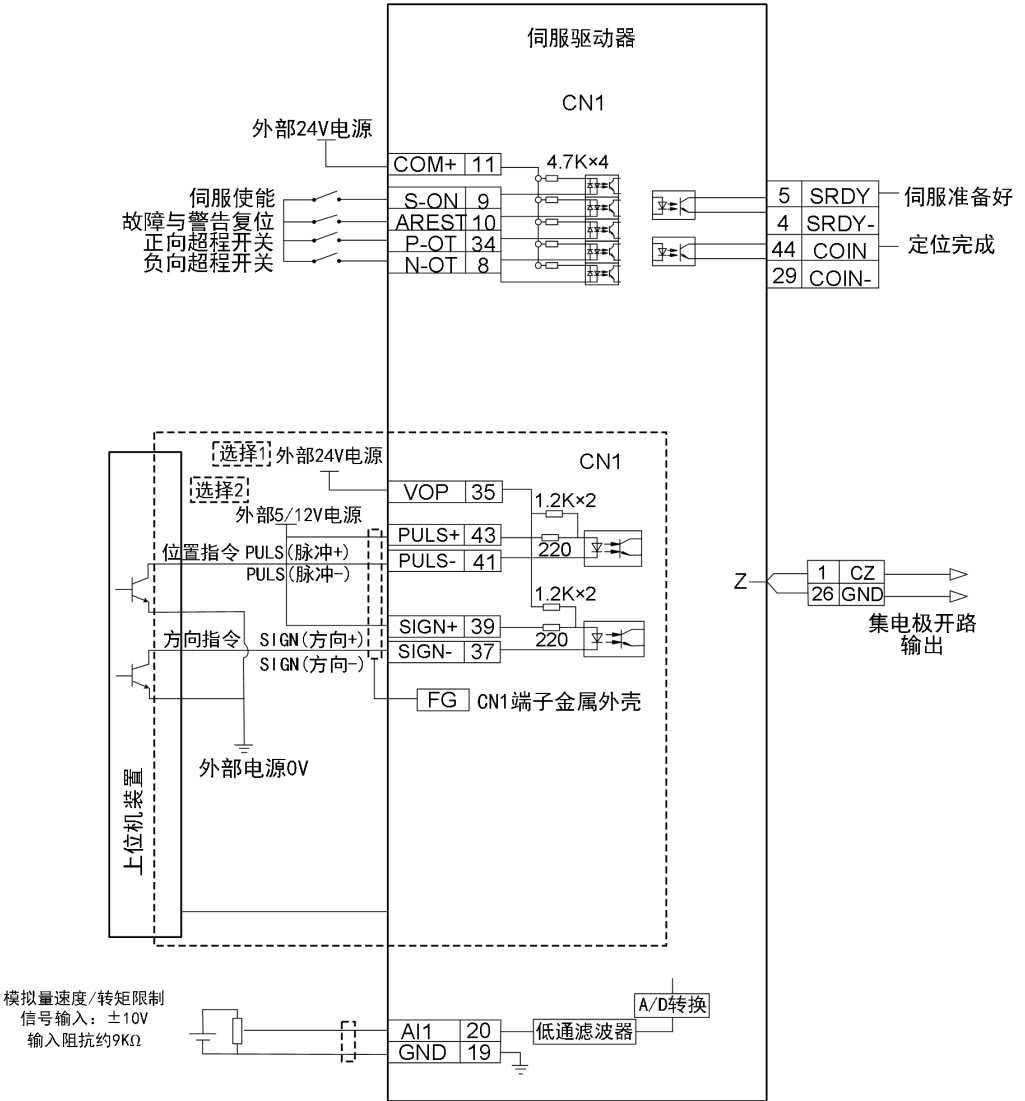 伺服驱动器
CN1
外部24V电源
COM+ 11
4.7K×4
伺服使能
S-ON 9
故障与警告复位
AREST 10
正向超程开关
P-OT 34
负向超程开关
N-OT 8
5 SRDY
伺服准备好
4 SRDY-
44 COIN
定位完成
29 COIN-
选择1
外部24V电源
CN1
选择2
VOP 35
1.2K×2
外部5/12V电源
PULS+ 43
220
位置指令 PULS(脉冲+)
PULS- 41
PULS(脉冲-)
1.2K×2
SIGN+ 39
220
方向指令 SIGN(方向+)
SIGN- 37
SIGN(方向-)
FG
CN1端子金属外壳
外部电源0V
上位机装置
Z
1 CZ
26 GND
集电极开路
输出
模拟量速度/转矩限制
信号输入：±10V
输入阻抗约9KΩ
AI1 20
GND 19
低通滤波器
A/D转换